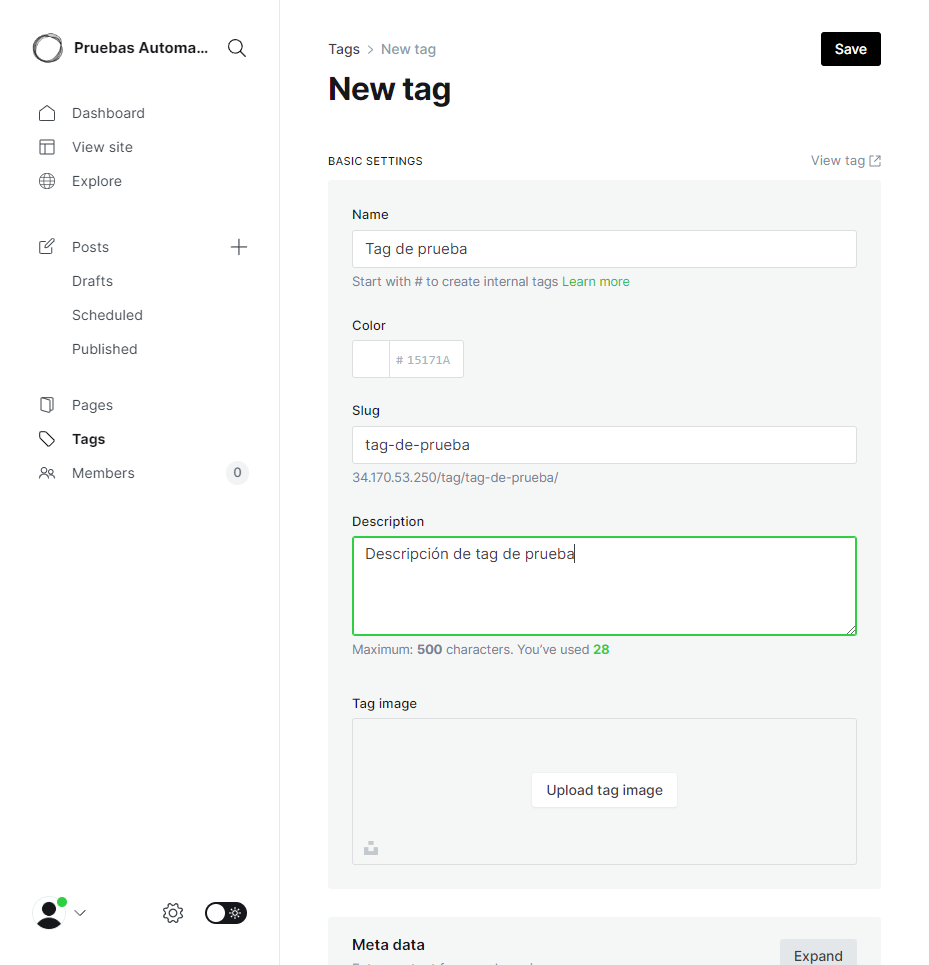 Pruebas Automa...
Dashboard
View site
Explore
Posts
Drafts
Scheduled
Published
Pages
Tags
Members 0
Tags > New tag
Save
New tag
BASIC SETTINGS
View tag
Name
Tag de prueba
Start with # to create internal tags Learn more
Color
# 15171A
Slug
tag-de-prueba
34.170.53.250/tag/tag-de-prueba/
Description
Descripción de tag de prueba
Maximum: 500 characters. You've used 28
Tag image
Upload tag image
Meta data
Expand